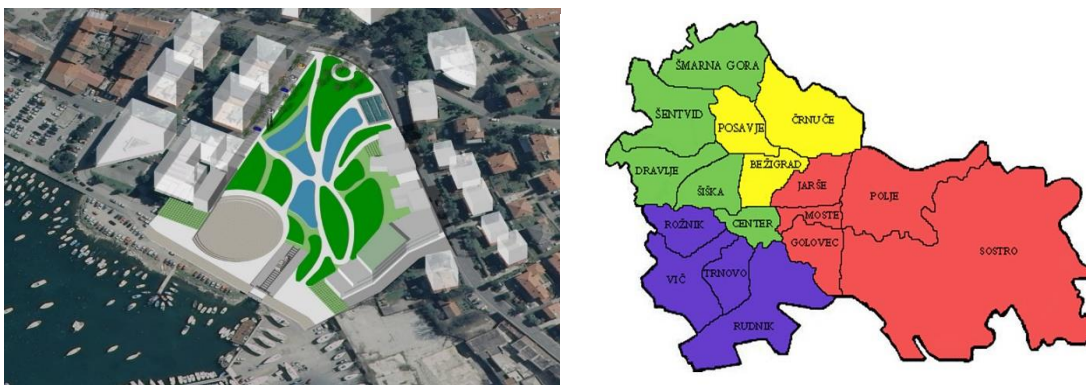 ŠMARNA GORA
ŠENTVID
POSAVJE
ČRNUČE
BEŽIGRAD
DRAVLJE
ŠIŠKA
JARŠE
POLJE
ROŽNIK
CENTER
MOSTE
GOLOVEC
SOSTRO
VIČ
TRNOVO
RUDNIK